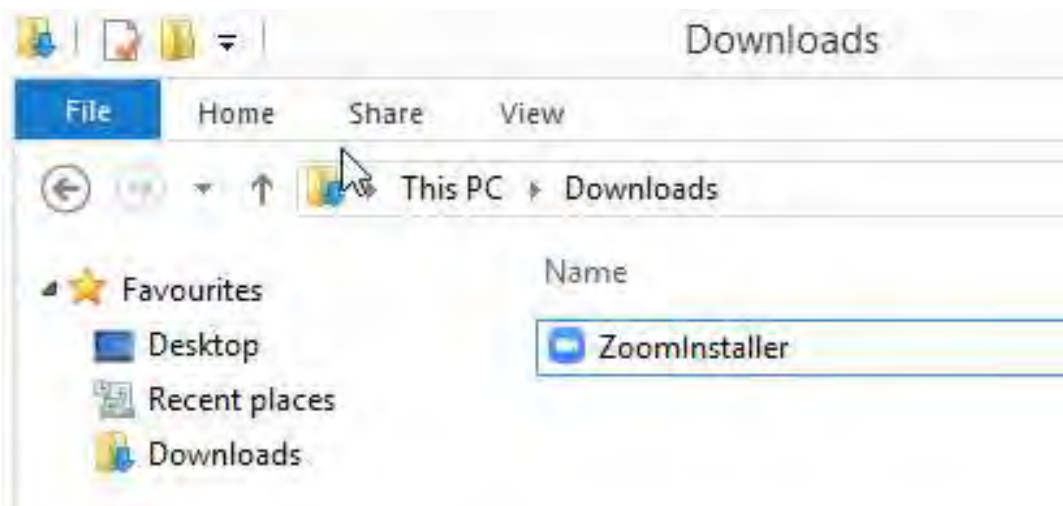 Downloads
File Home Share View
This PC Downloads
Favourites
Desktop
Recent places
Downloads
Name
ZoomInstaller